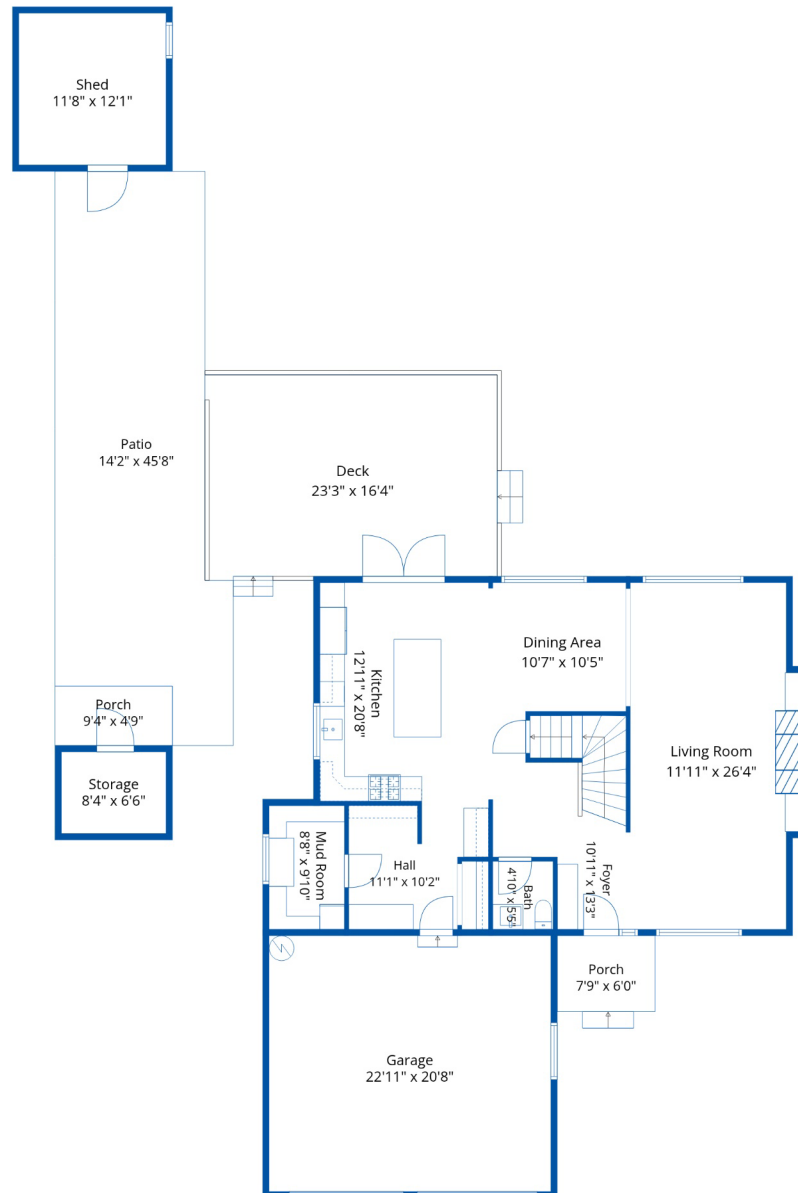 Shed
11'8" x 12'1"
Patio
14'2" x 45'8"
Deck
23'3" x 16'4"
Kitchen
12'11" x 20'8"
Dining Area
10'7" x 10'5"
Porch
9'4" x 4'9"
Living Room
11'11" x 26'4"
Storage
8'4" x 6'6"
Mud Room
8'8" x 9'10"
Hall
11'1" x 10'2"
Bath
4'10" x 5'5"
Foyer
10'11" x 13'3"
Porch
7'9" x 6'0"
Garage
22'11" x 20'8"